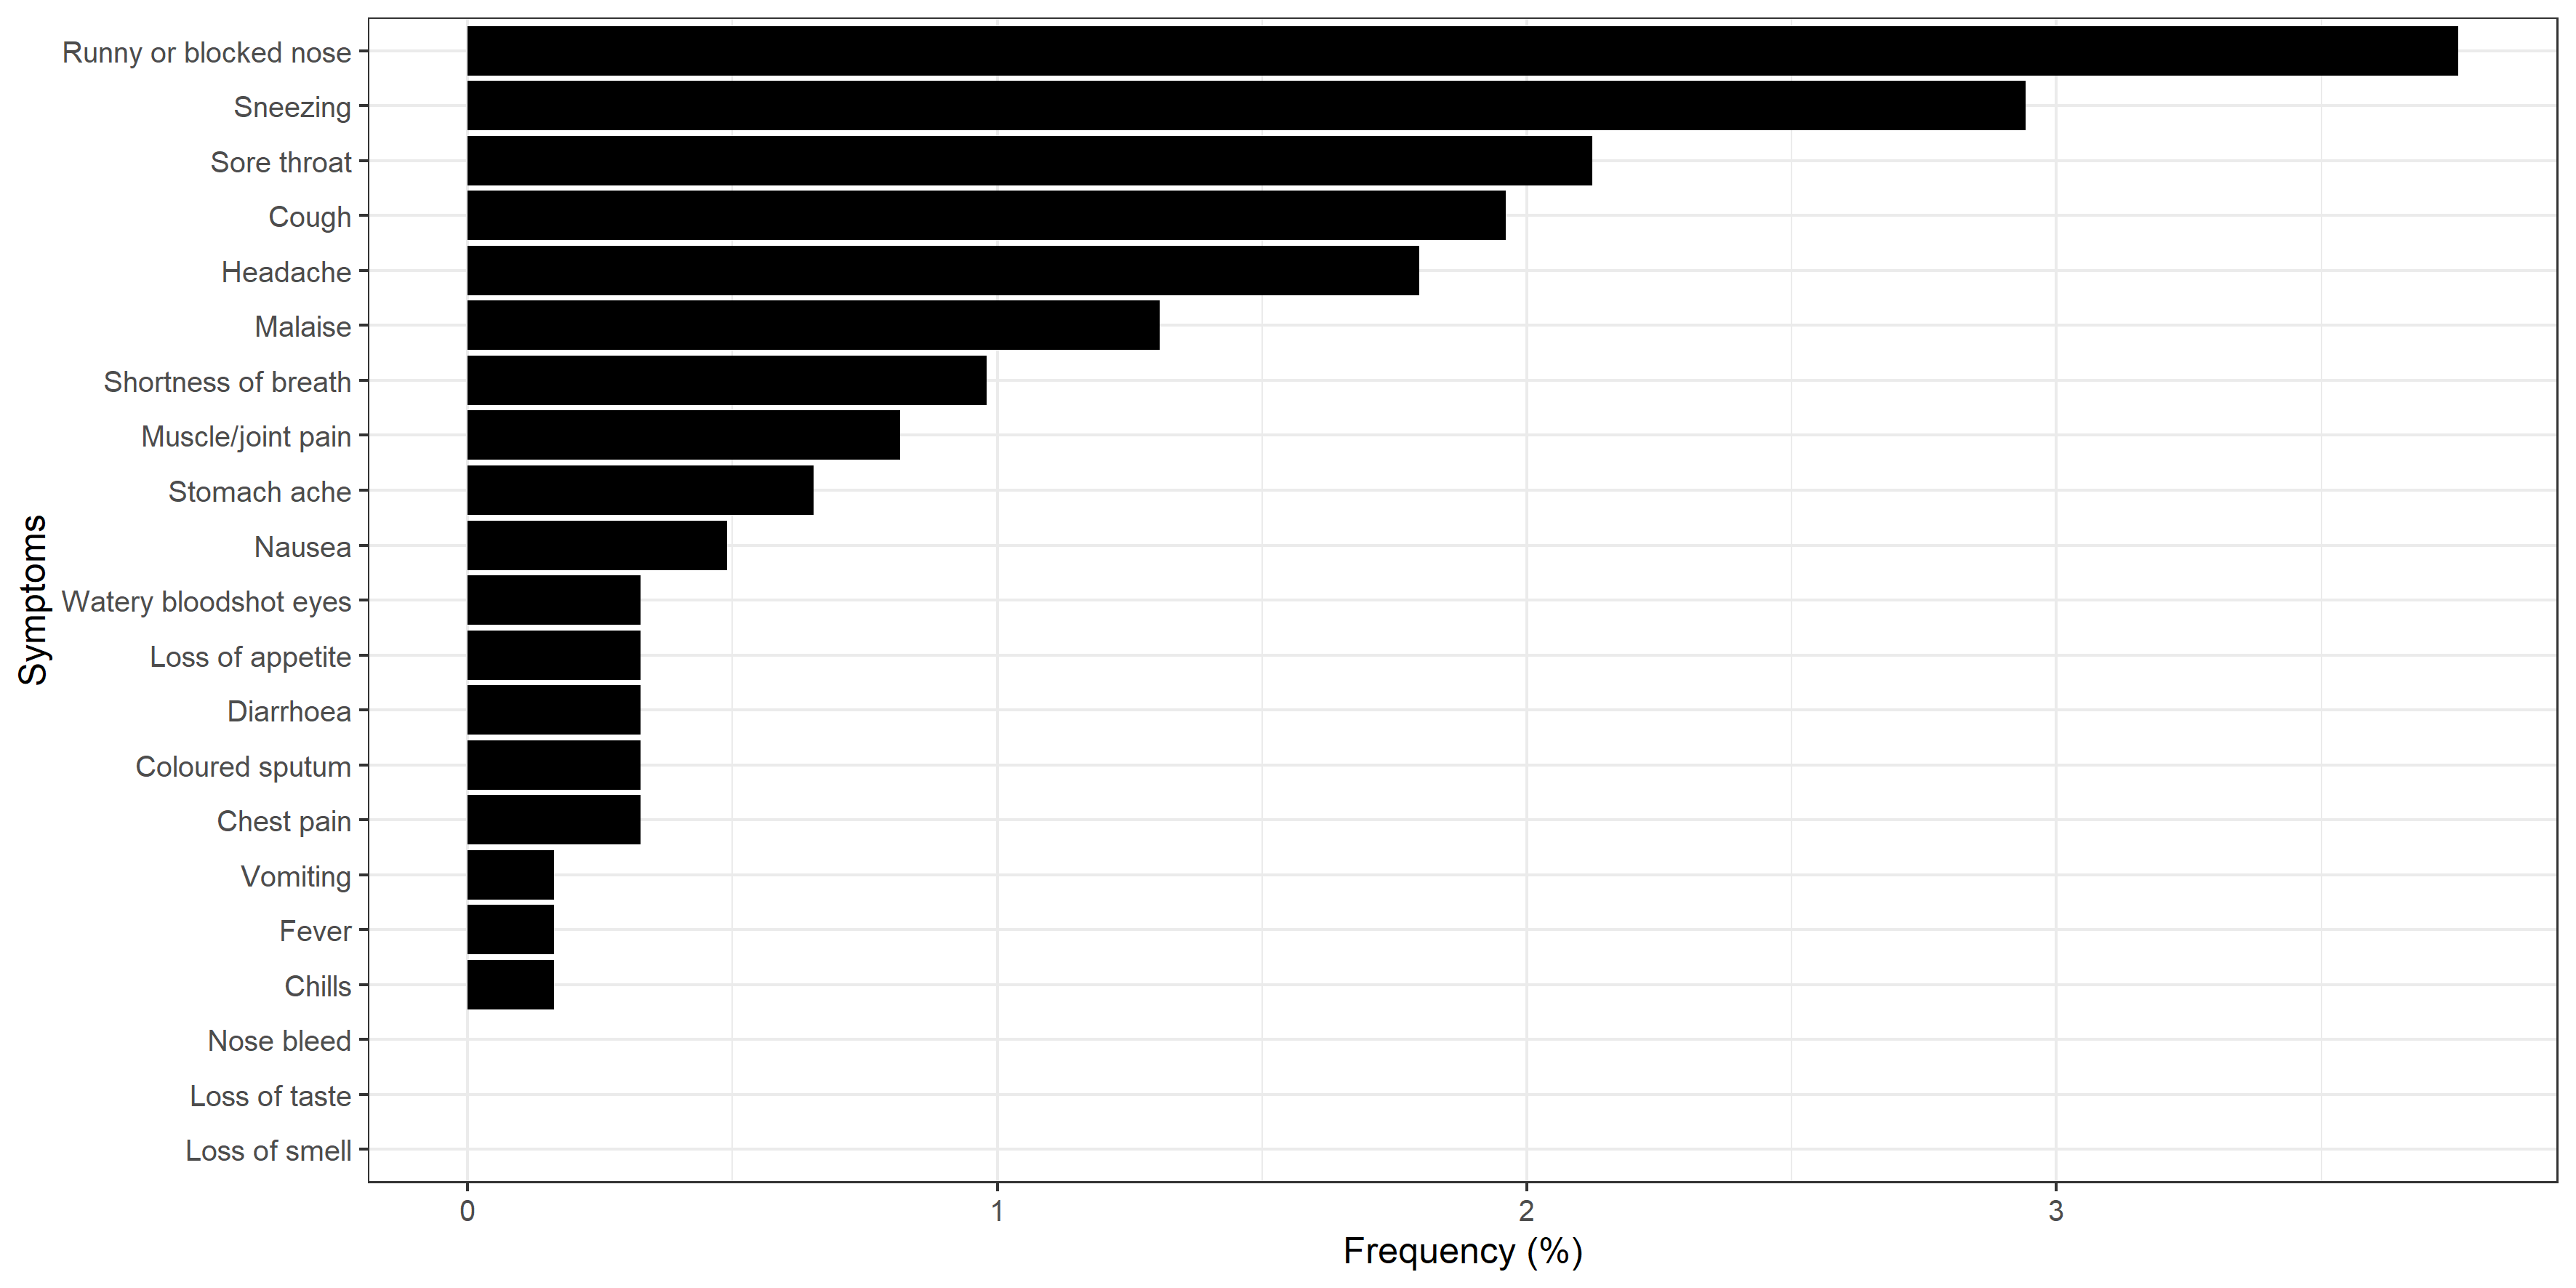 Runny or blocked nose
Sneezing
Sore throat
Cough
Headache
Malaise
Shortness of breath
Muscle/joint pain
Stomach ache
Nausea
Watery bloodshot eyes
Loss of appetite
Diarrhoea
Coloured sputum
Chest pain
Vomiting
Fever
Chills
Nose bleed
Loss of taste
Loss of smell
Symptoms
0 1 2 3
Frequency (%)